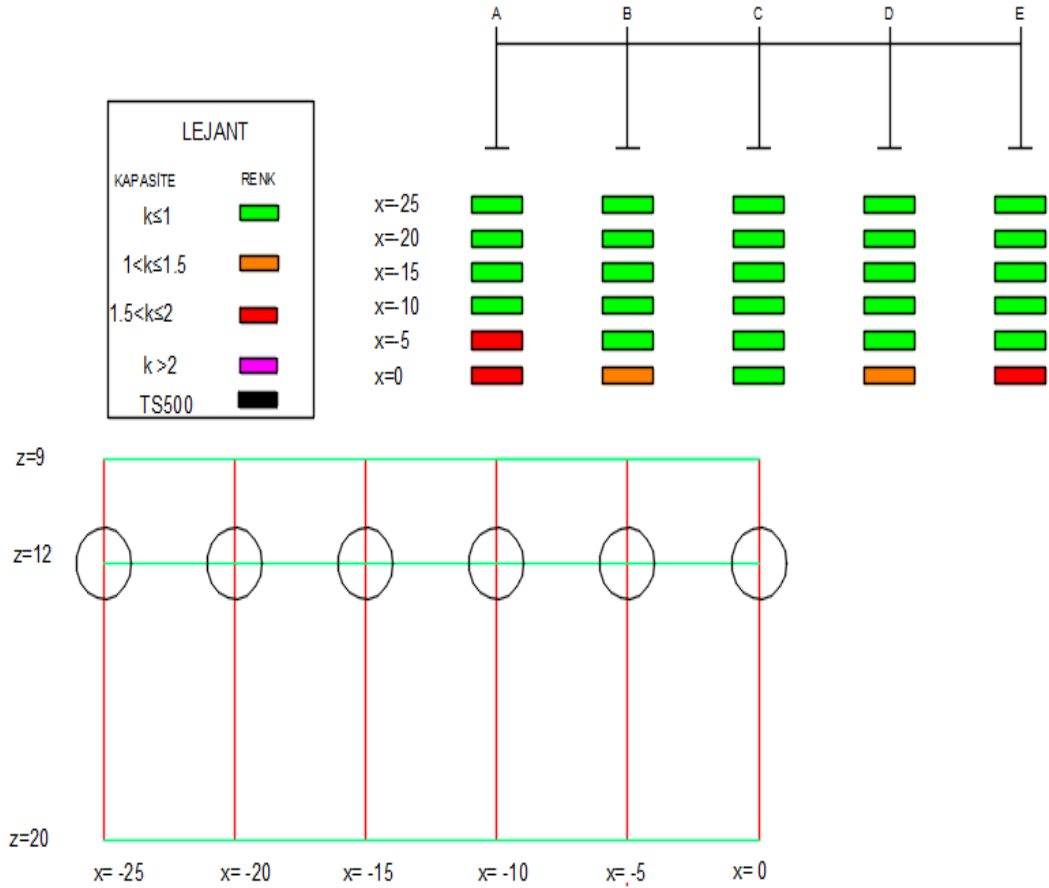 A B C D E
LEJANT
KAPASİTE RENK
k≤1
1<k≤1.5
1.5<k≤2
k >2
TS500
x=-25
x=-20
x=-15
x=-10
x=-5
x=0
z=9
z=12
z=20
x= -25 x= -20 x= -15 x= -10 x= -5 x= 0